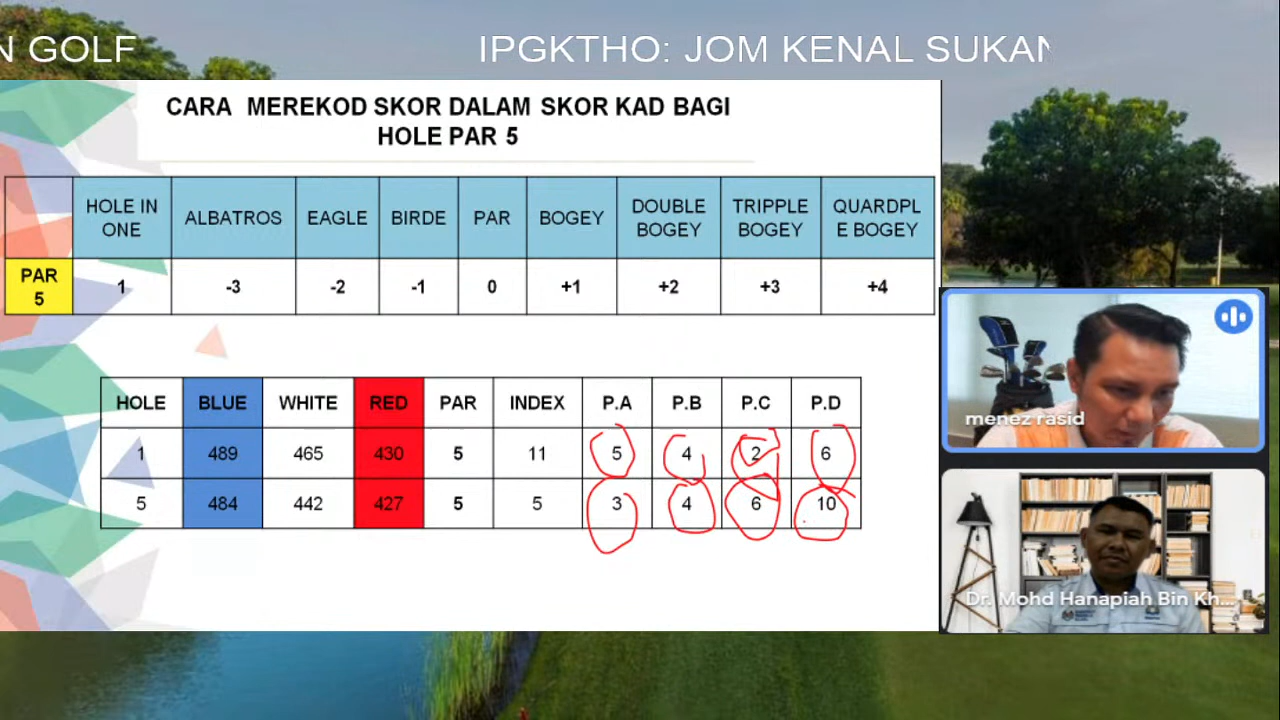 N GOLF
IPGKTHO: JOM KENAL SUKAN
CARA MEREKOD SKOR DALAM SKOR KAD BAGI
HOLE PAR 5
HOLE IN ONE ALBATROS EAGLE BIRDE PAR BOGEY DOUBLE BOGEY TRIPPLE BOGEY QUARDPLE BOGEY
PAR 5 1 -3 -2 -1 0 +1 +2 +3 +4
HOLE BLUE WHITE RED PAR INDEX P.A P.B P.C P.D
1 489 465 430 5 11 5 4 2 6
5 484 442 427 5 5 3 4 6 10
menez rasid
Dr. Mohd Hanapiah Bin Kh...